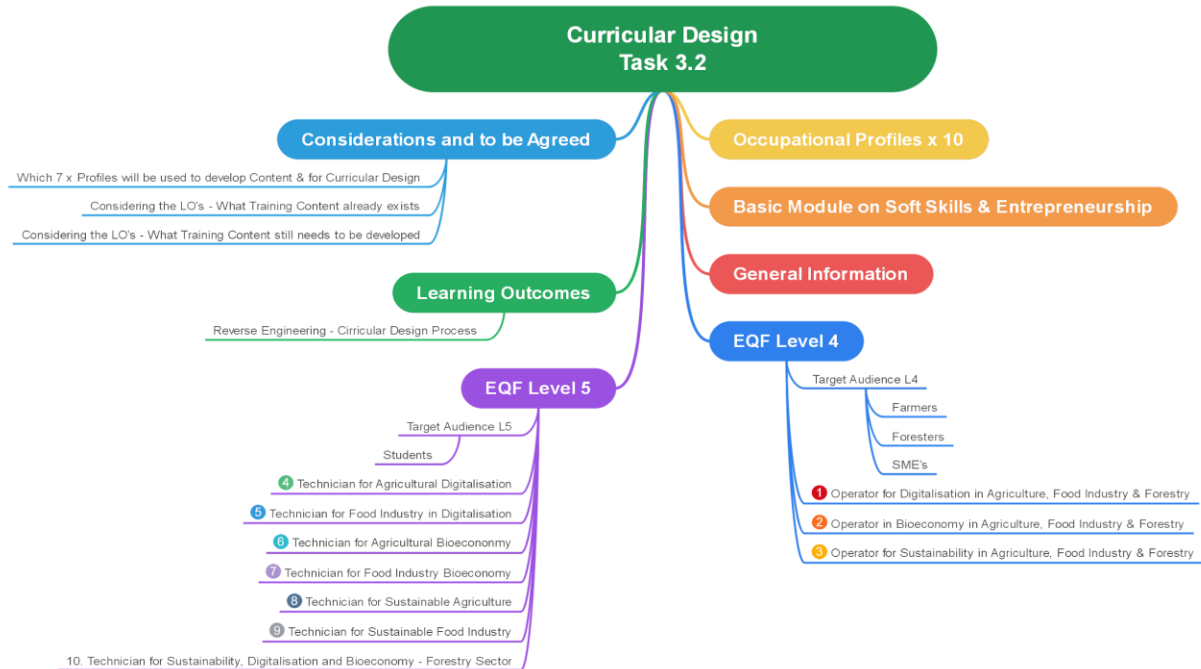 Curricular Design
Task 3.2
Considerations and to be Agreed
Which 7 x Profiles will be used to develop Content & for Curricular Design
Considering the LO's - What Training Content already exists
Considering the LO's - What Training Content still needs to be developed
Learning Outcomes
Reverse Engineering - Cirricular Design Process
EQF Level 5
Target Audience L5
Students
4 Technician for Agricultural Digitalisation
5 Technician for Food Industry in Digitalisation
6 Technician for Agricultural Bioecononmy
7 Technician for Food Industry Bioeconomy
8 Technician for Sustainable Agriculture
9 Technician for Sustainable Food Industry
10. Technician for Sustainability, Digitalisation and Bioeconomy - Forestry Sector
Occupational Profiles x 10
Basic Module on Soft Skills & Entrepreneurship
General Information
EQF Level 4
Target Audience L4
Farmers
Foresters
SME's
1 Operator for Digitalisation in Agriculture, Food Industry & Forestry
2 Operator in Bioeconomy in Agriculture, Food Industry & Forestry
3 Operator for Sustainability in Agriculture, Food Industry & Forestry